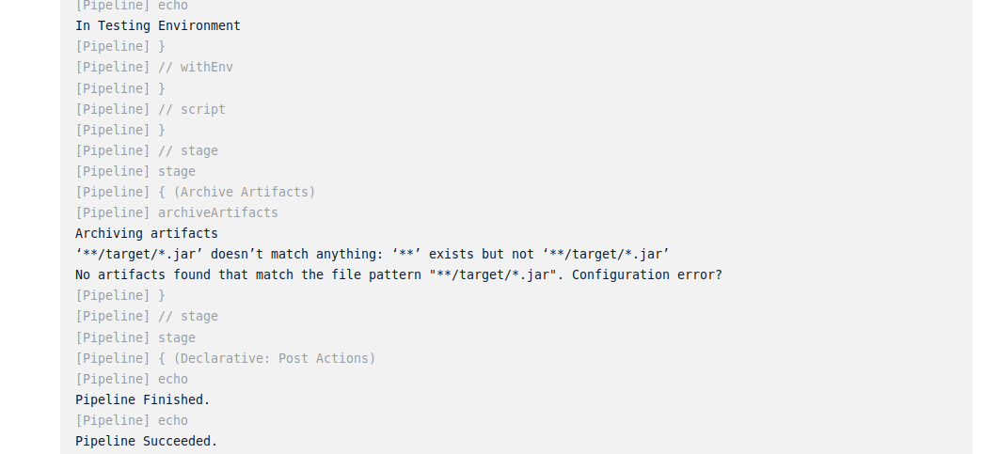 [Pipeline] echo
In Testing Environment
[Pipeline] }
[Pipeline] // withEnv
[Pipeline] }
[Pipeline] // script
[Pipeline] }
[Pipeline] // stage
[Pipeline] stage
[Pipeline] { (Archive Artifacts)
[Pipeline] archiveArtifacts
Archiving artifacts
‘**/target/*.jar’ doesn’t match anything: ‘**’ exists but not ‘**/target/*.jar’
No artifacts found that match the file pattern "**/target/*.jar". Configuration error?
[Pipeline] }
[Pipeline] // stage
[Pipeline] stage
[Pipeline] { (Declarative: Post Actions)
[Pipeline] echo
Pipeline Finished.
[Pipeline] echo
Pipeline Succeeded.